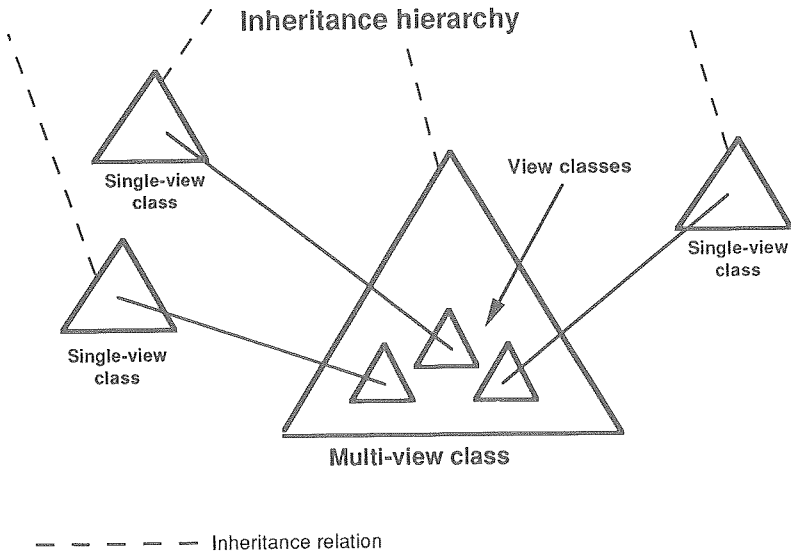 Inheritance hierarchy
Single-view
class
View classes
Single-view
class
Single-view
class
Multi-view class
Inheritance relation